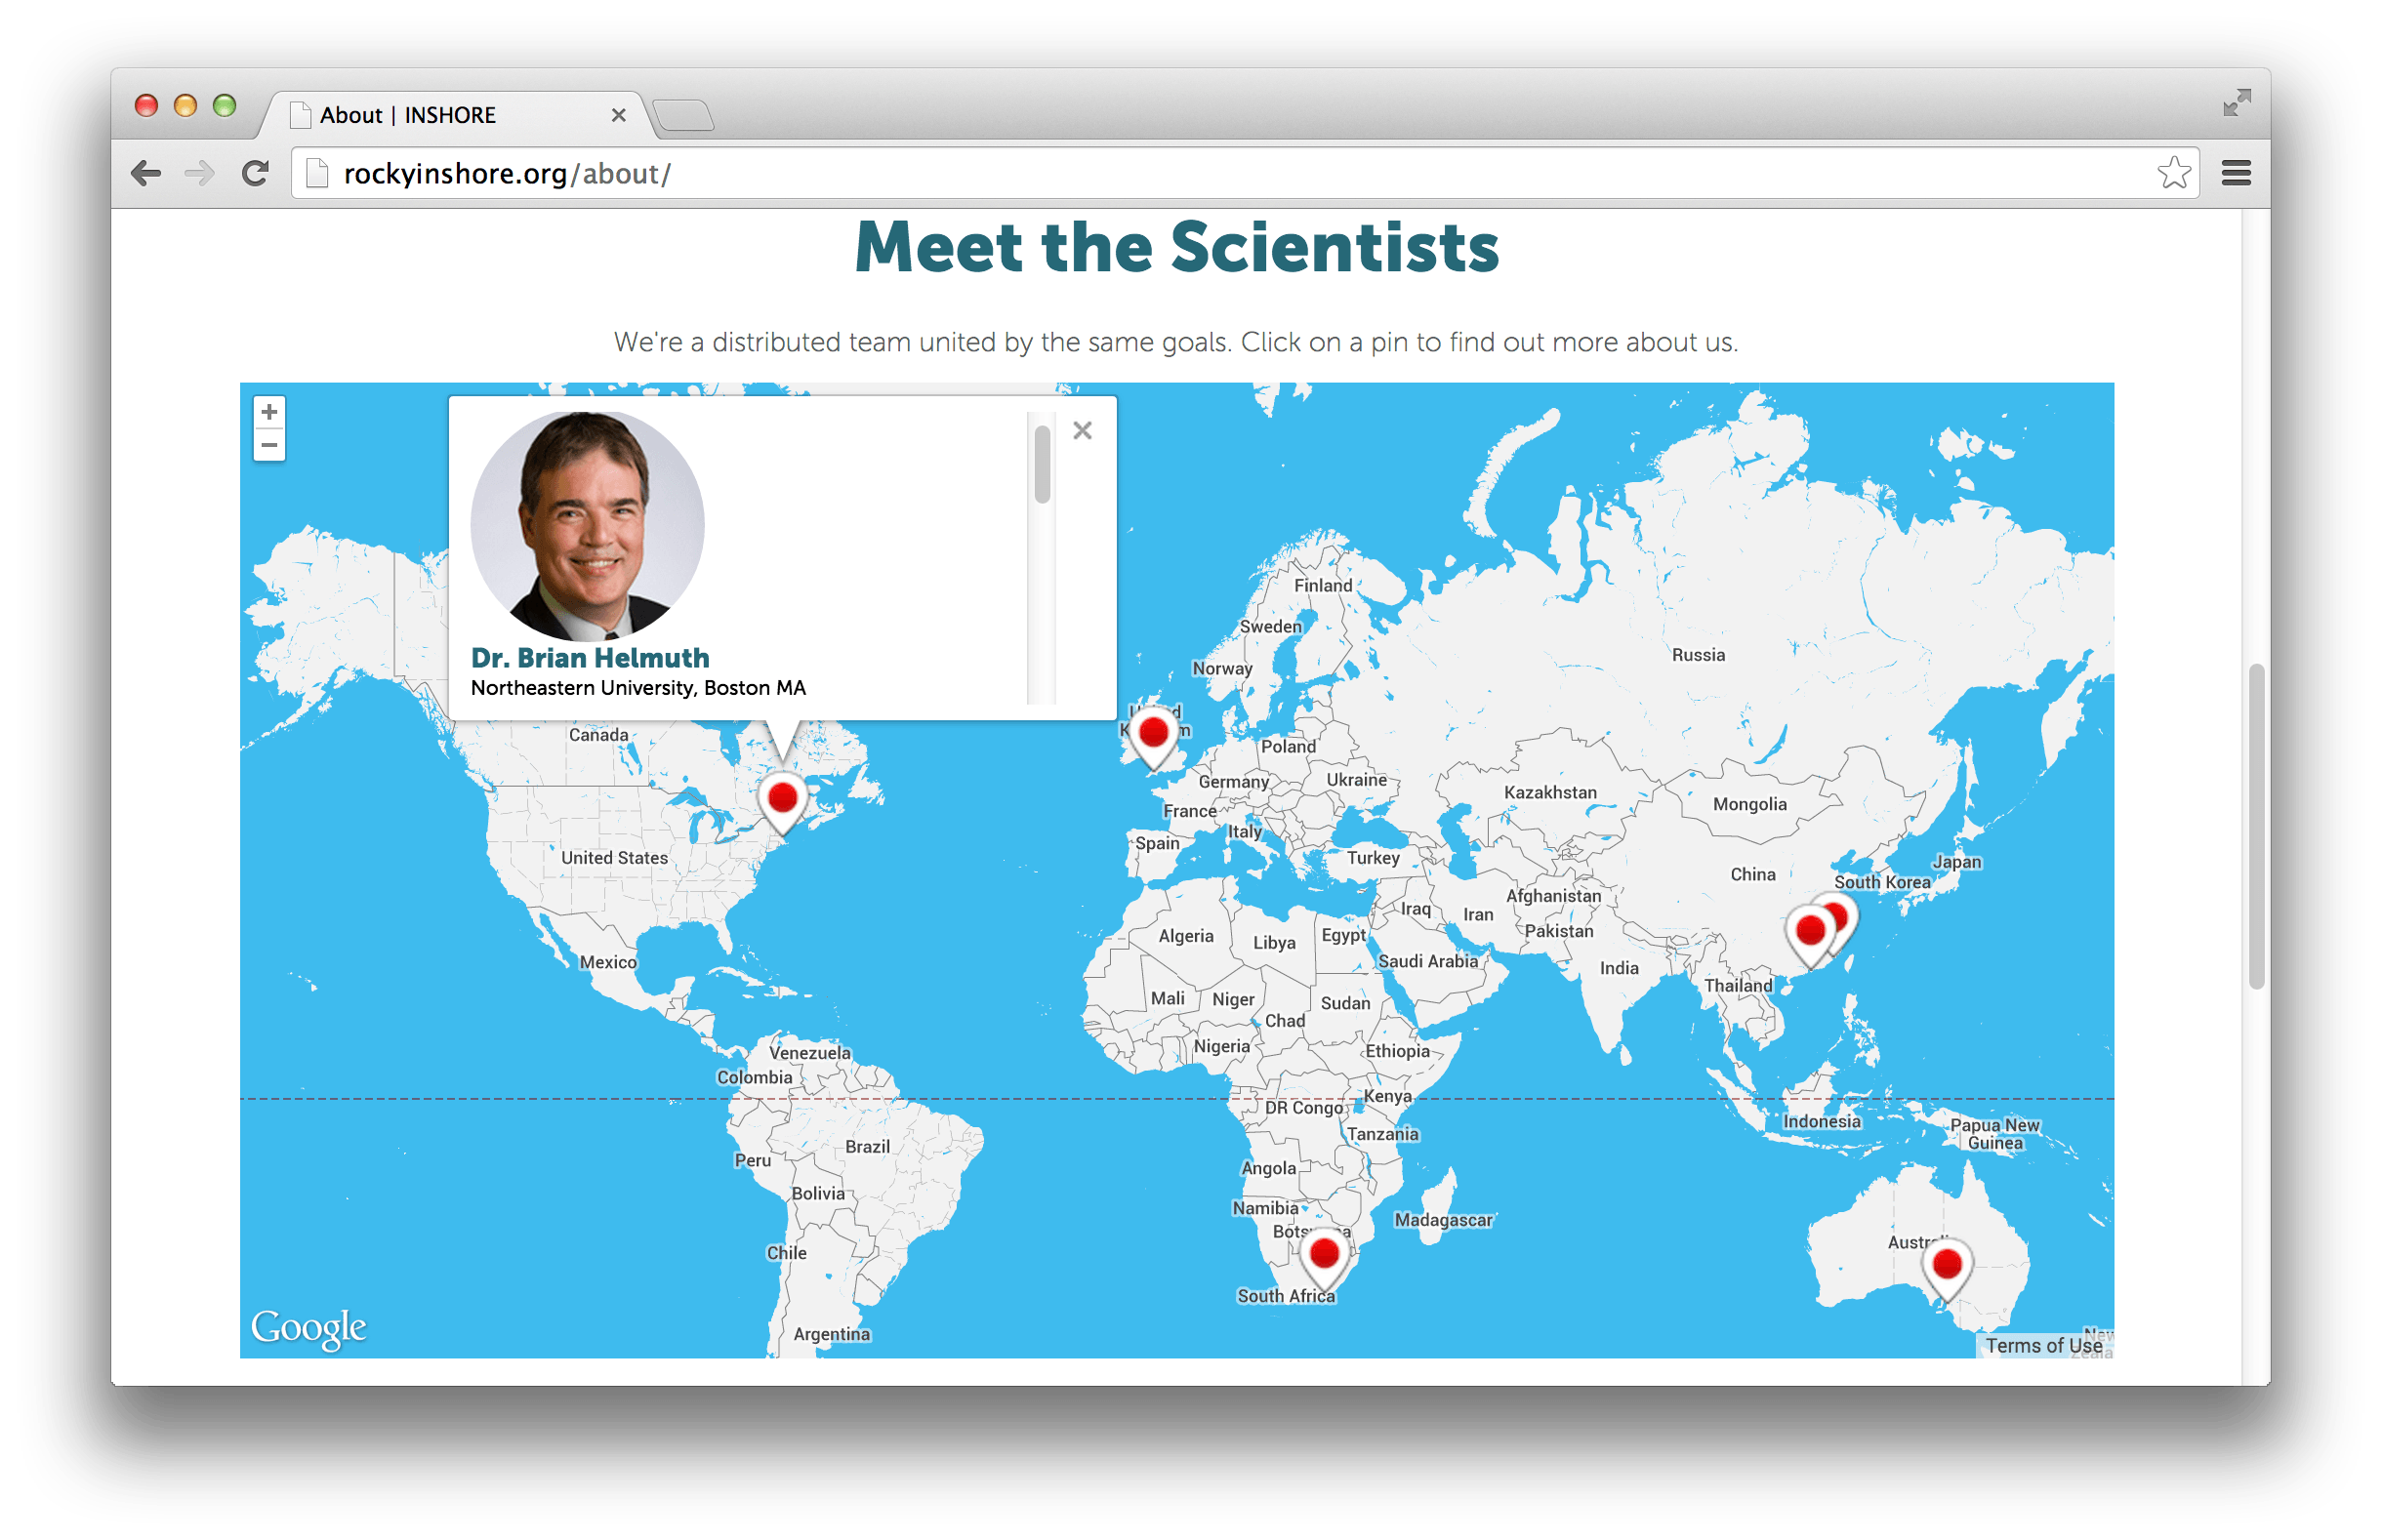 About | INSHORE
rockyinshore.org/about/
Meet the Scientists
We're a distributed team united by the same goals. Click on a pin to find out more about us.
Dr. Brian Helmuth
Northeastern University, Boston MA
Finland
Sweden
Norway
Russia
Canada
Poland
Germany
Ukraine
Kazakhstan
Mongolia
France
Italy
Spain
United States
Turkey
China
Japan
South Korea
Afghanistan
Iraq
Iran
Pakistan
Algeria
Libya
Egypt
Saudi Arabia
India
Mexico
Thailand
Mali
Niger
Sudan
Chad
Nigeria
Ethiopia
Venezuela
Colombia
Kenya
DR Congo
Indonesia
Papua New
Guinea
Tanzania
Brazil
Peru
Angola
Bolivia
Namibia
Madagascar
Chile
South Africa
Argentina
Google
Terms of Use